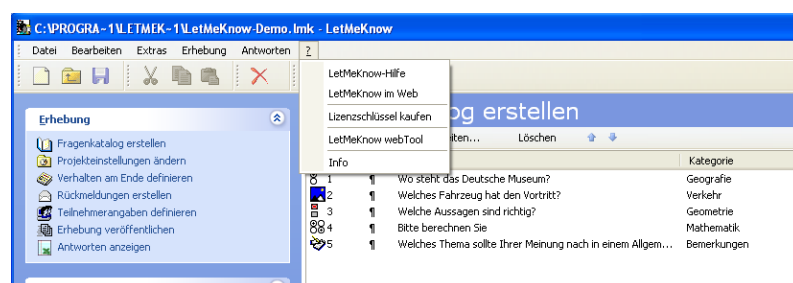 C:\PROGRA~1\LETMEK~1\LetMeKnow-Demo.lmk - LetMeKnow
Datei Bearbeiten Extras Erhebung Antworten ?
LetMeKnow-Hilfe
LetMeKnow im Web
Lizenzschlüssel kaufen
LetMeKnow webTool
Info
og erstellen
iten... Löschen
Kategorie
1 ¶ Wo steht das Deutsche Museum? Geografie
2 ¶ Welches Fahrzeug hat den Vortritt? Verkehr
3 ¶ Welche Aussagen sind richtig? Geometrie
4 ¶ Bitte berechnen Sie Mathematik
5 ¶ Welches Thema sollte Ihrer Meinung nach in einem Allgem... Bemerkungen
Erhebung
Fragenkatalog erstellen
Projekteinstellungen ändern
Verhalten am Ende definieren
Rückmeldungen erstellen
Teilnehmerangaben definieren
Erhebung veröffentlichen
Antworten anzeigen